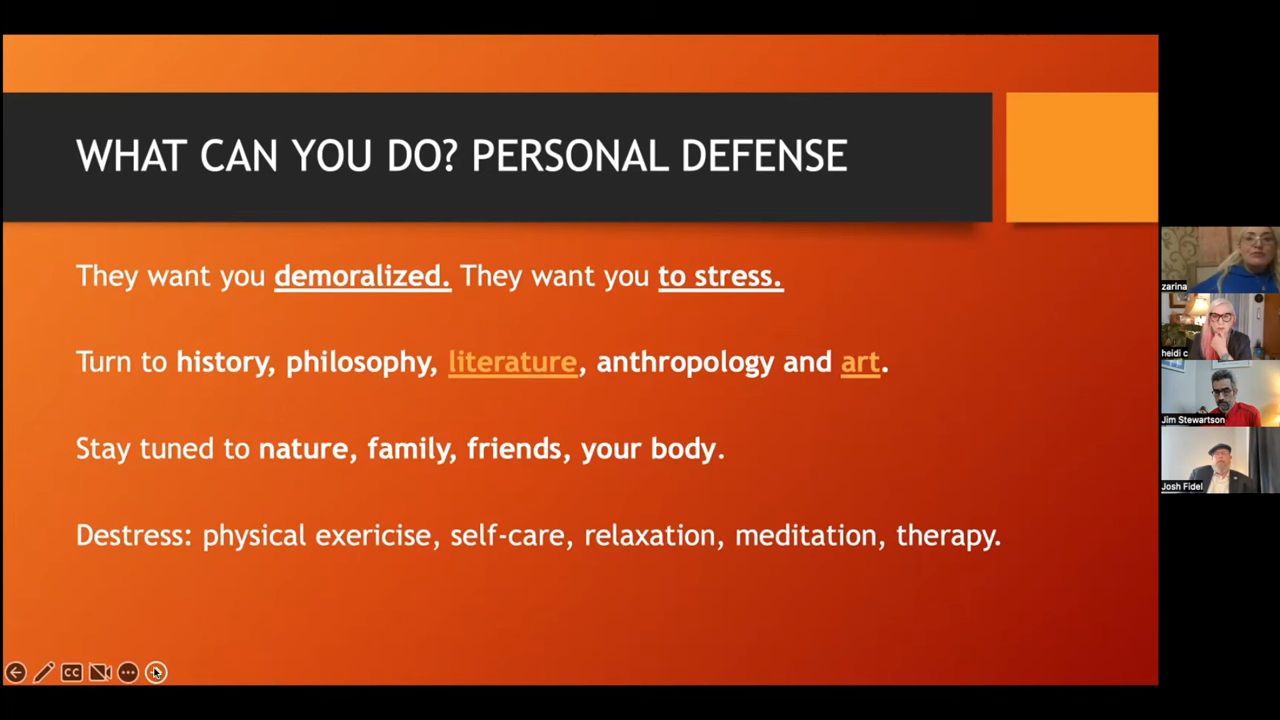 WHAT CAN YOU DO? PERSONAL DEFENSE
They want you demoralized. They want you to stress.
Turn to history, philosophy, literature, anthropology and art.
Stay tuned to nature, family, friends, your body.
Destress: physical exericise, self-care, relaxation, meditation, therapy.
zarina
heidi c
Jim Stewartson
Josh Fidel
CC